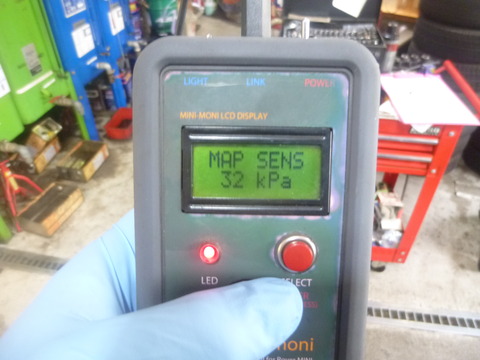 LIGHT LINK POWER
MINI MONI LCD DISPLAY
MAP SENS
32 kPa
LED
moni